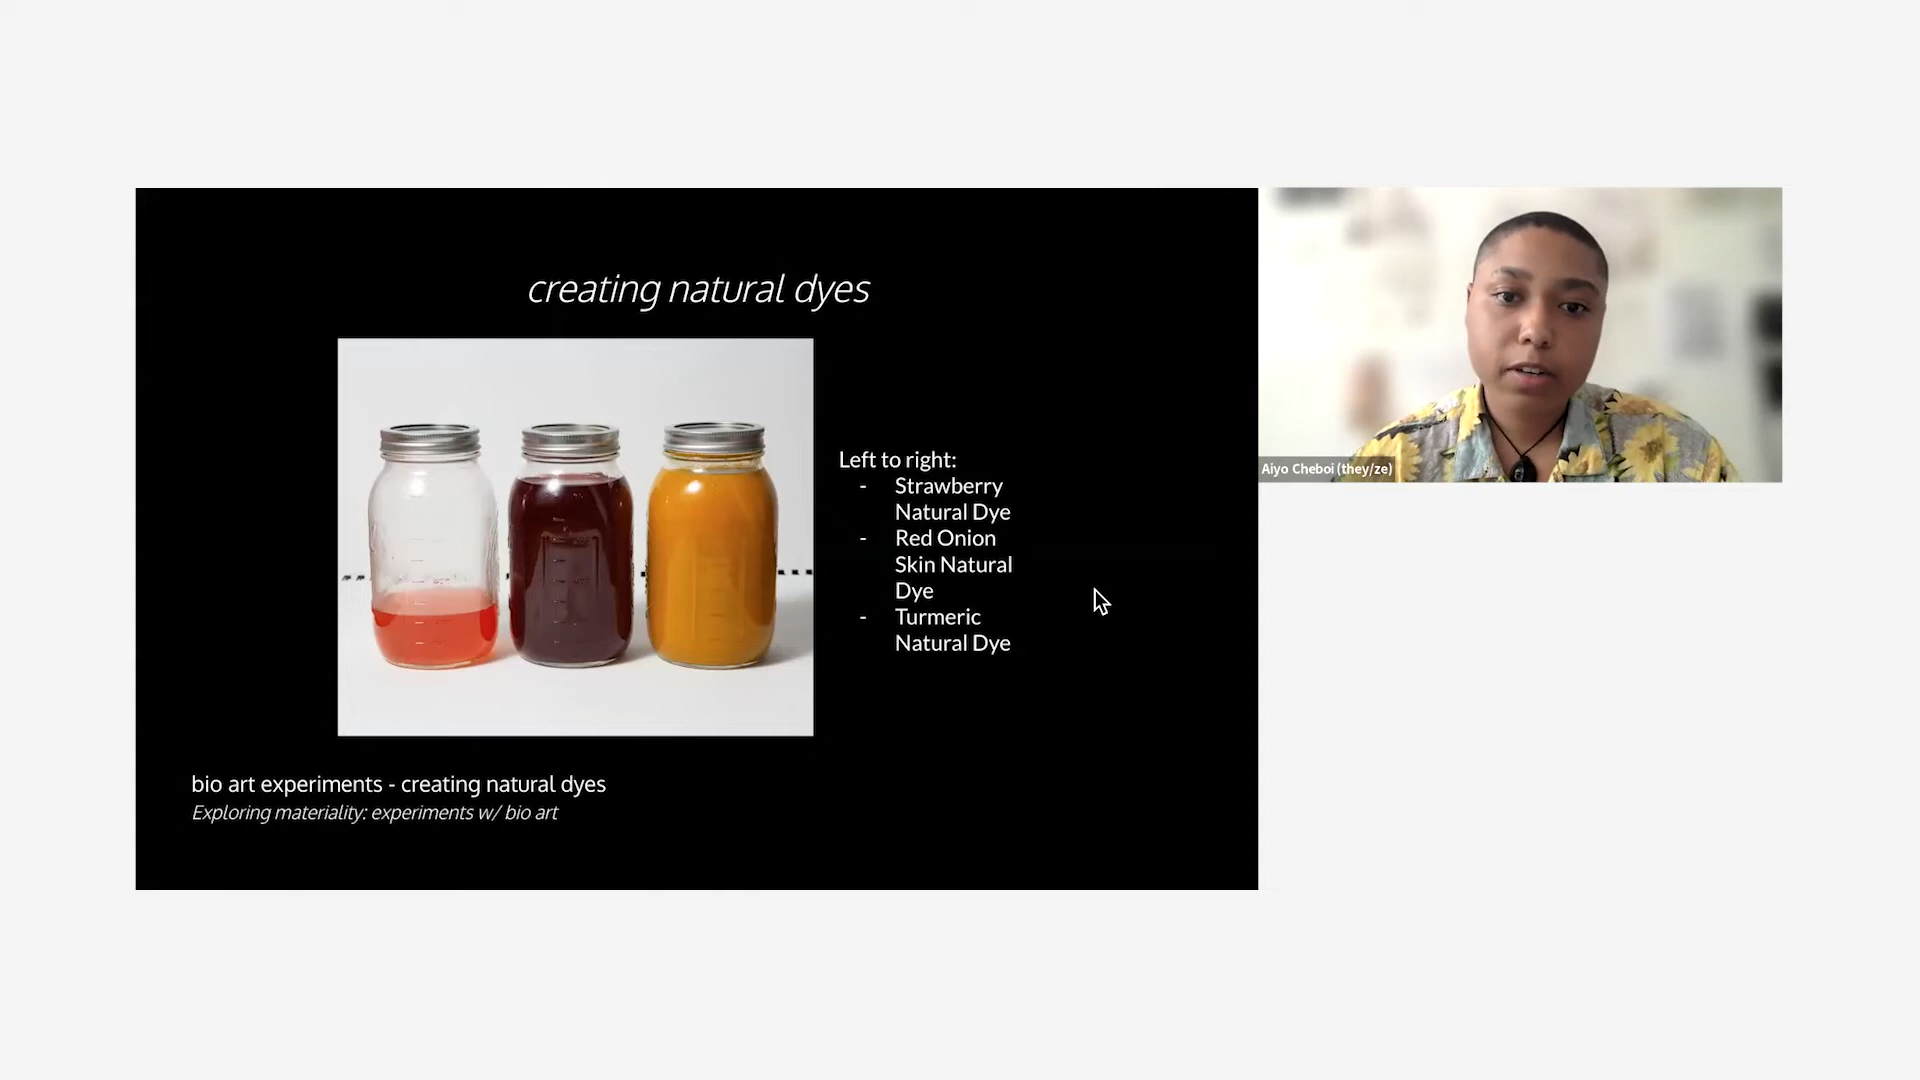 creating natural dyes
Left to right:
- Strawberry
Natural Dye
- Red Onion
Skin Natural
Dye
- Turmeric
Natural Dye
Aiyo Cheboi (they/ze)
bio art experiments - creating natural dyes
Exploring materiality: experiments w/ bio art